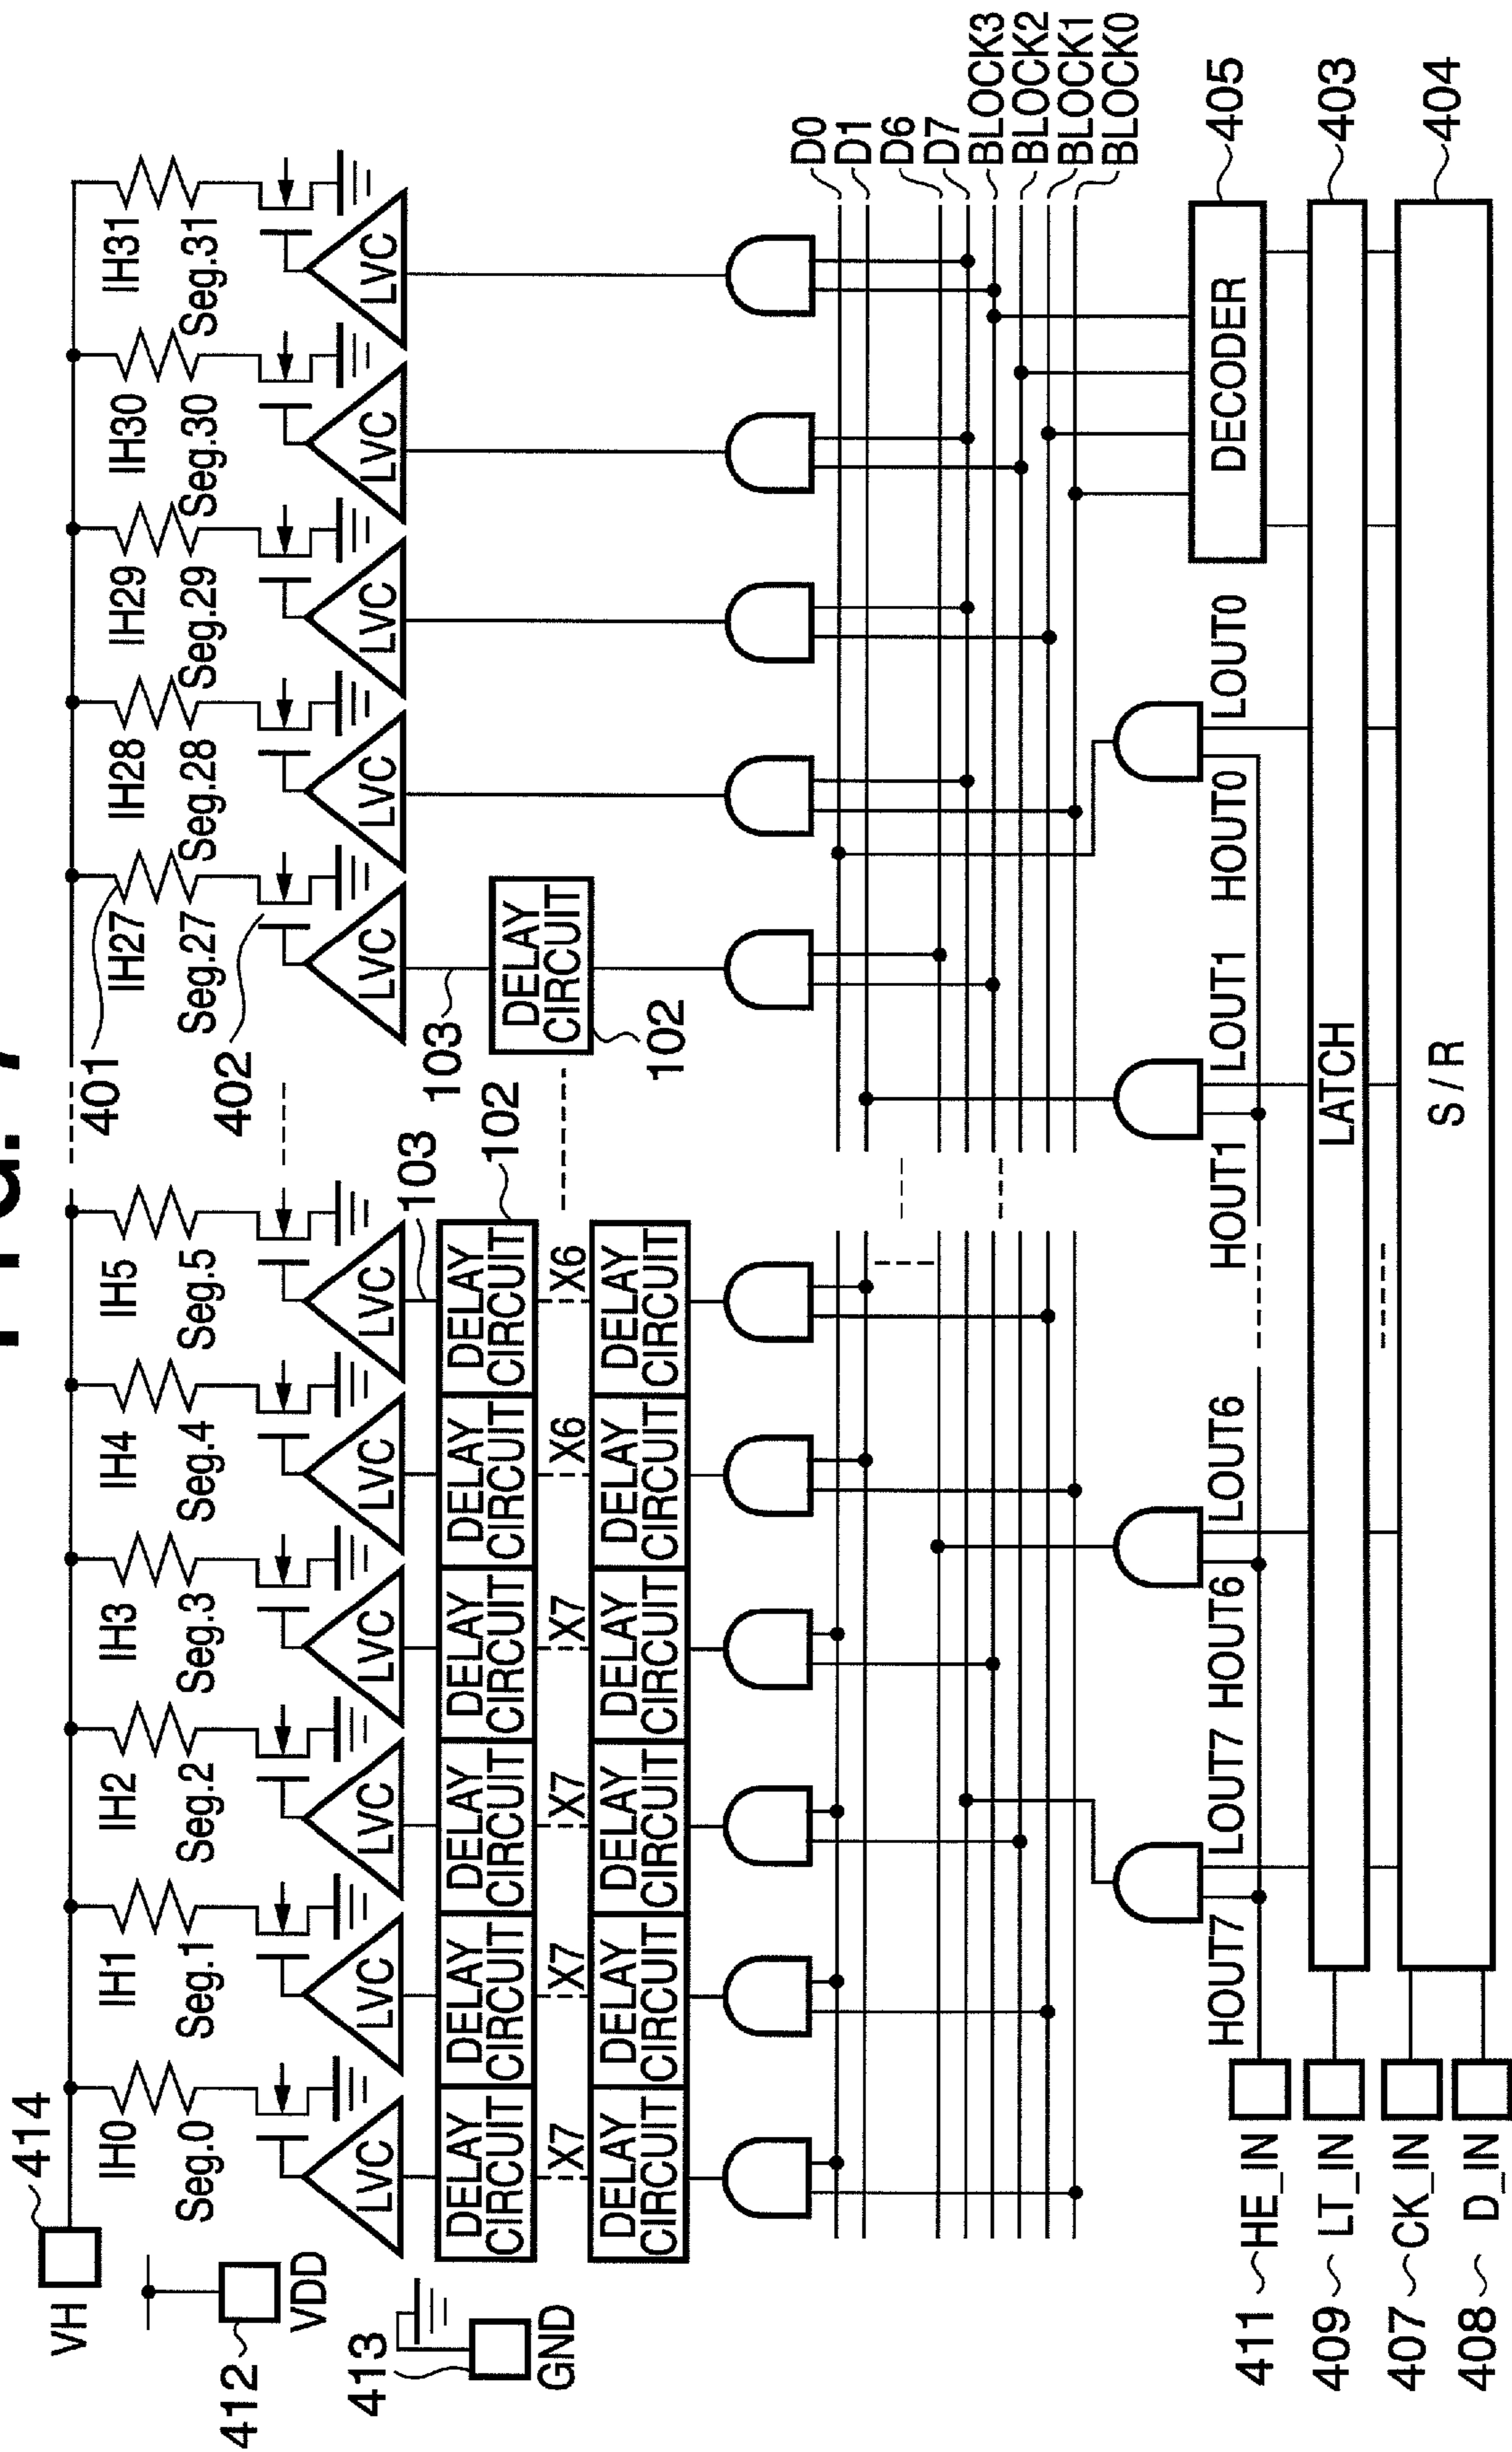 414
VH
IH0
IH1
IH2
IH3
IH4
IH5
401
IH27
IH28
IH29
IH30
IH31
412
VDD
Seg.0
Seg.1
Seg.2
Seg.3
Seg.4
Seg.5
402
Seg.27
Seg.28
Seg.29
Seg.30
Seg.31
413
GND
LVC
LVC
LVC
LVC
LVC
LVC
103
LVC
LVC
LVC
LVC
LVC
103
DELAY CIRCUIT
DELAY CIRCUIT
DELAY CIRCUIT
DELAY CIRCUIT
DELAY CIRCUIT
DELAY CIRCUIT
102
DELAY CIRCUIT
102
X7
X7
X7
X7
X6
X6
DELAY CIRCUIT
DELAY CIRCUIT
DELAY CIRCUIT
DELAY CIRCUIT
DELAY CIRCUIT
DELAY CIRCUIT
D0
D1
D6
D7
BLOCK3
BLOCK2
BLOCK1
BLOCK0
HOUT7
LOUT7
HOUT6
LOUT6
HOUT1
LOUT1
HOUT0
LOUT0
DECODER
405
411
HE_IN
409
LT_IN
LATCH
403
407
CK_IN
408
D_IN
S/R
404